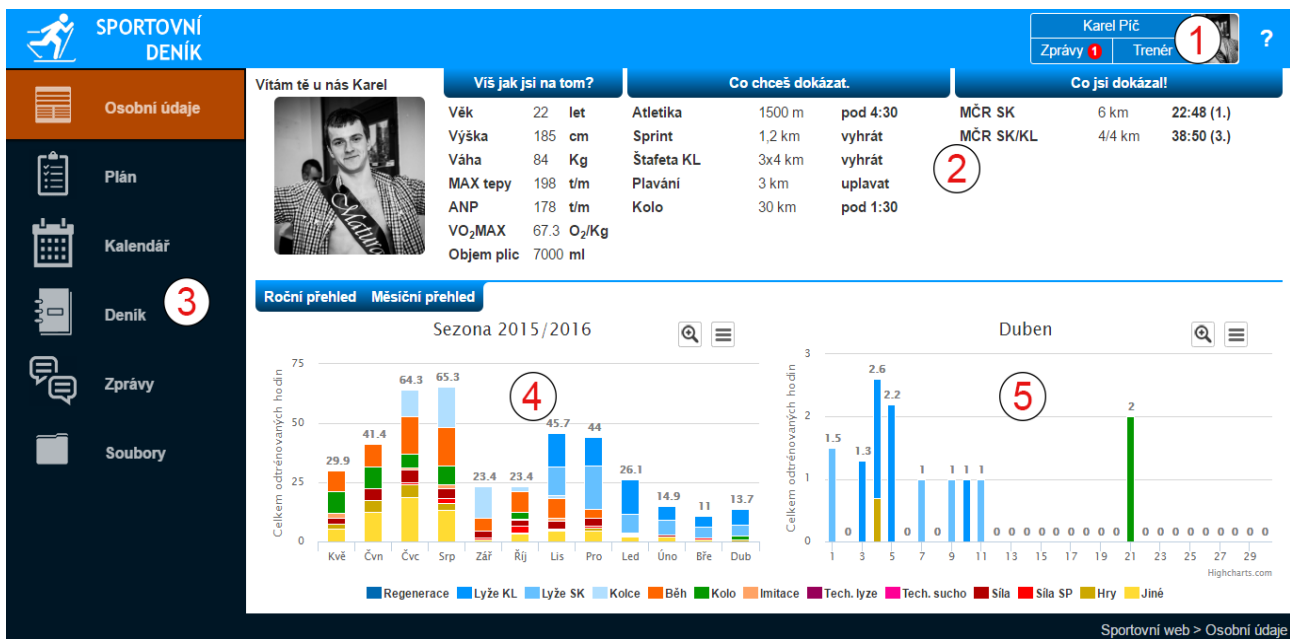 SPORTOVNÍ
DENÍK
Karel Píč
Zprávy 1 Trenér
1
?
Osobní údaje
Plán
Kalendář
Deník
3
Zprávy
Soubory
Vítám tě u nás Karel
Maturant
Víš jak jsi na tom?
Věk 22 let
Výška 185 cm
Váha 84 Kg
MAX tepy 198 t/m
ANP 178 t/m
VO2MAX 67.3 O2/Kg
Objem plic 7000 ml
Co chceš dokázat.
Atletika 1500 m pod 4:30
Sprint 1,2 km vyhrát
Štafeta KL 3x4 km vyhrát
Plavání 3 km uplavat
Kolo 30 km pod 1:30
Co jsi dokázal!
MČR SK 6 km 22:48 (1.)
MČR SK/KL 4/4 km 38:50 (3.)
2
Roční přehled Měsíční přehled
Sezona 2015/2016
Celkem odtrénovaných hodin
75
50
25
0
29.9 41.4 64.3 65.3 23.4 23.4 45.7 44 26.1 14.9 11 13.7
4
Kvě Čvn Čvc Srp Zář Říj Lis Pro Led Úno Bře Dub
Duben
Celkem odtrénovaných hodin
3
2
1
0
1.5 0 1.3 2.6 2.2 0 1 0 1 1 1 0 0 0 0 0 0 0 0 0 2 0 0 0 0 0 0 0 0 0
5
1 3 5 7 9 11 13 15 17 19 21 23 25 27 29
Highcharts.com
Regenerace Lyže KL Lyže SK Kolce Běh Kolo Imitace Tech. lyze Tech. sucho Síla Síla SP Hry Jiné
Sportovní web > Osobní údaje